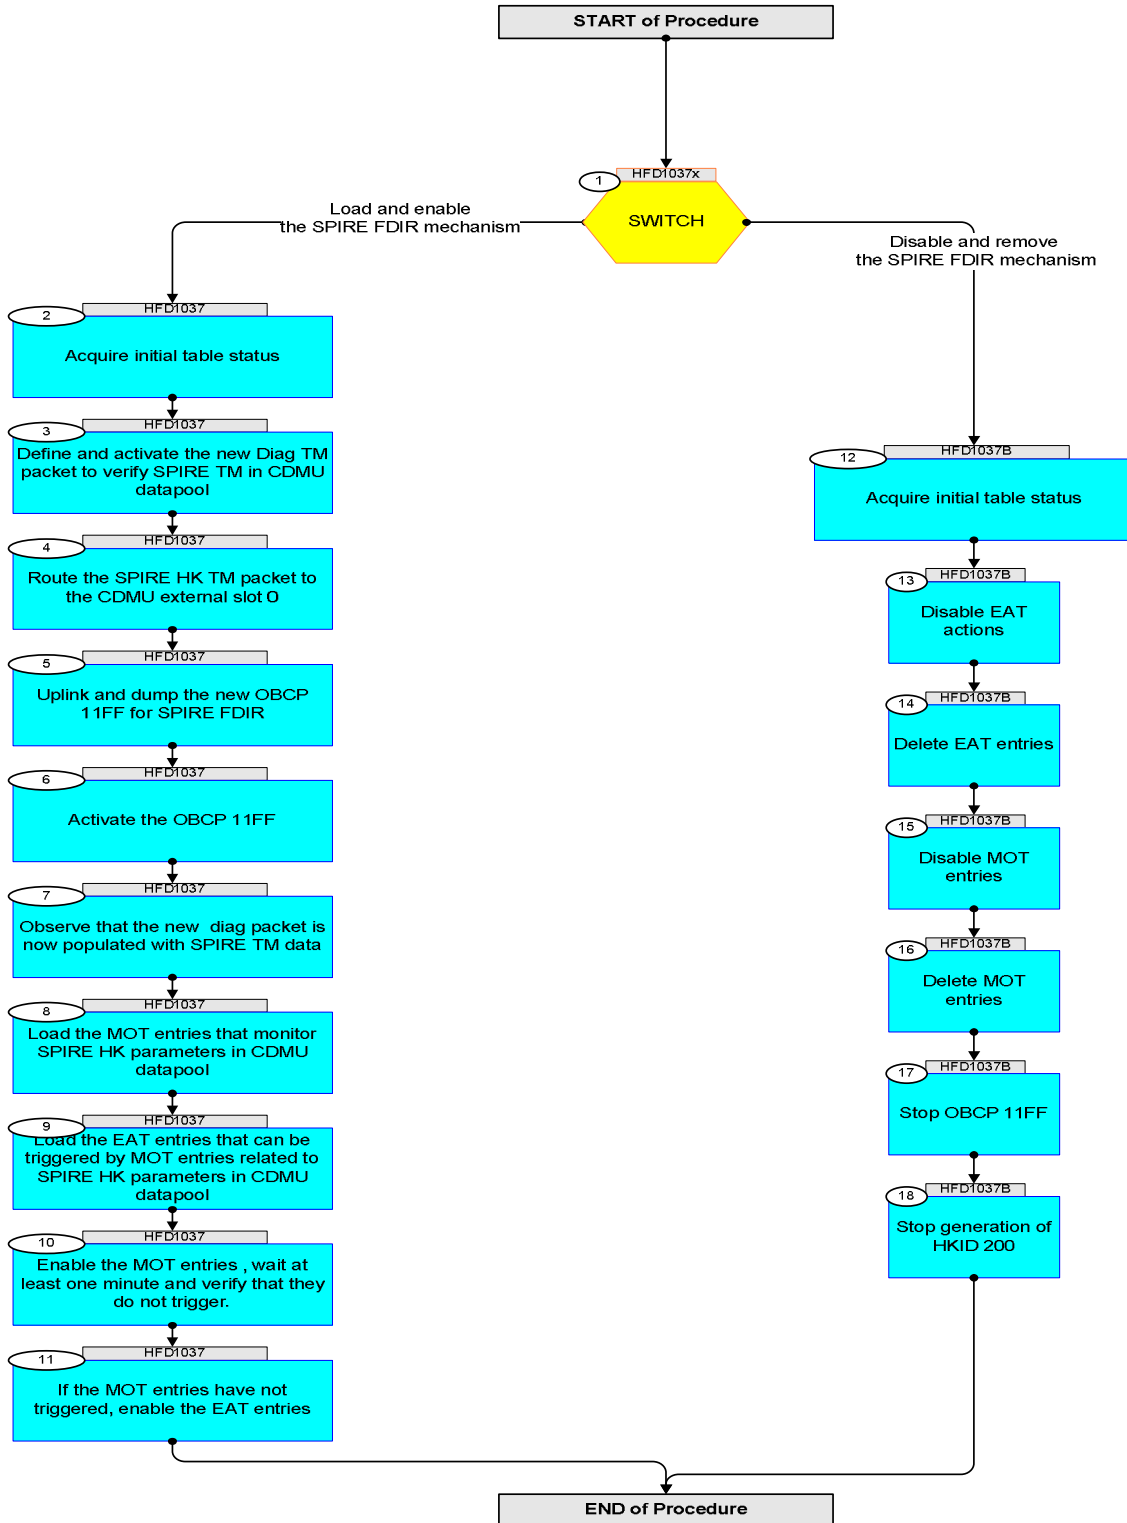 START of Procedure
HFD1037x
1
SWITCH
Load and enable
the SPIRE FDIR mechanism
Disable and remove
the SPIRE FDIR mechanism
HFD1037
2
Acquire initial table status
HFD1037
3
Define and activate the new Diag TM
packet to verify SPIRE TM in CDMU
datapool
HFD1037
4
Route the SPIRE HK TM packet to
the CDMU external slot 0
HFD1037
5
Uplink and dump the new OBCP
11FF for SPIRE FDIR
HFD1037
6
Activate the OBCP 11FF
HFD1037
7
Observe that the new diag packet is
now populated with SPIRE TM data
HFD1037
8
Load the MOT entries that monitor
SPIRE HK parameters in CDMU
datapool
HFD1037
9
Load the EAT entries that can be
triggered by MOT entries related to
SPIRE HK parameters in CDMU
datapool
HFD1037
10
Enable the MOT entries , wait at
least one minute and verify that they
do not trigger.
HFD1037
11
If the MOT entries have not
triggered, enable the EAT entries
HFD1037B
12
Acquire initial table status
HFD1037B
13
Disable EAT
actions
HFD1037B
14
Delete EAT entries
HFD1037B
15
Disable MOT
entries
HFD1037B
16
Delete MOT
entries
HFD1037B
17
Stop OBCP 11FF
HFD1037B
18
Stop generation of
HKID 200
END of Procedure